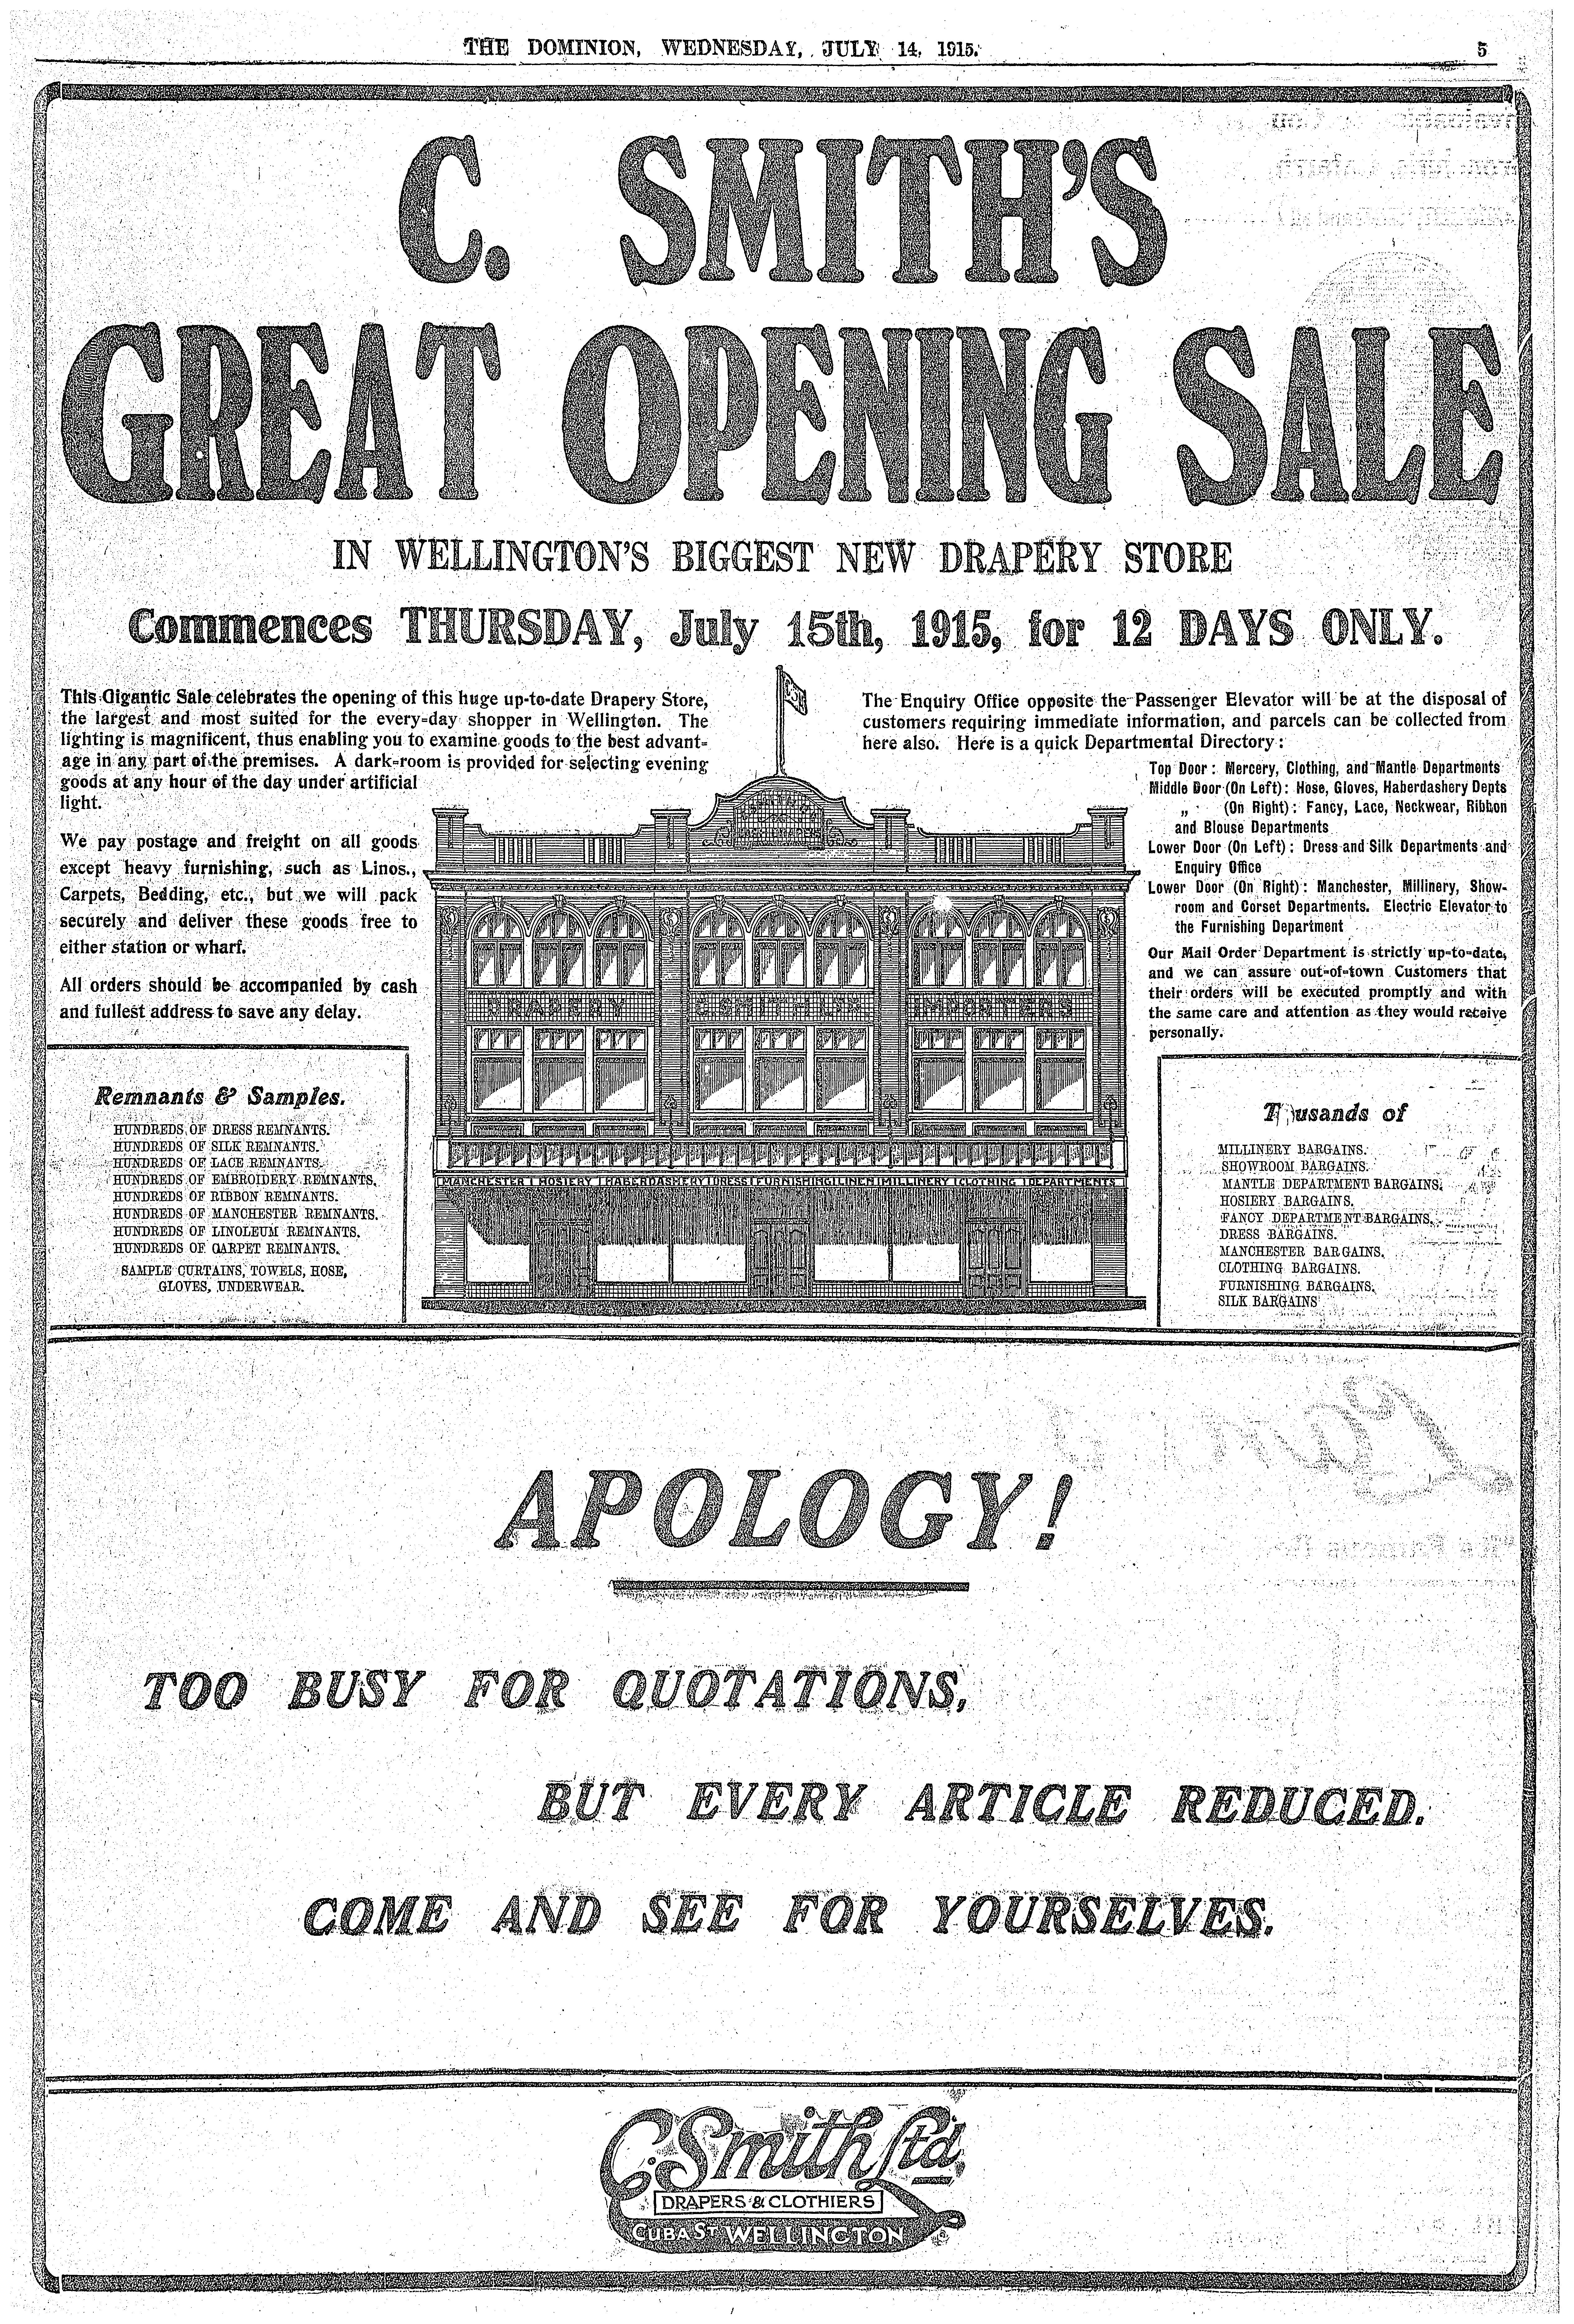 THE DOMINION, WEDNESDAY, JULY 14, 1915.
5
C. SMITH'S
GREAT OPENING SALE
IN WELLINGTON'S BIGGEST NEW DRAPERY STORE
Commences THURSDAY, July 15th, 1915, for 12 DAYS ONLY.
This Gigantic Sale celebrates the opening of this huge up-to-date Drapery Store,
the largest and most suited for the every-day shopper in Wellington. The
lighting is magnificent, thus enabling you to examine goods to the best advant-
age in any part of the premises. A dark-room is provided for selecting evening
goods at any hour of the day under artificial
light.
We pay postage and freight on all goods
except heavy furnishing, such as Linos.,
Carpets, Bedding, etc., but we will pack
securely and deliver these goods free to
either station or wharf.
All orders should be accompanied by cash
and fullest address to save any delay.
Remnants & Samples.
HUNDREDS OF DRESS REMNANTS.
HUNDREDS OF SILK REMNANTS.
HUNDREDS OF LACE REMNANTS.
HUNDREDS OF EMBROIDERY REMNANTS.
HUNDREDS OF RIBBON REMNANTS.
HUNDREDS OF MANCHESTER REMNANTS.
HUNDREDS OF LINOLEUM REMNANTS.
HUNDREDS OF CARPET REMNANTS.
SAMPLE CURTAINS, TOWELS, HOSE,
GLOVES, UNDERWEAR.
DRAPERY C. SMITH LTD IMPORTERS
MANCHESTER HOSIERY HABERDASHERY DRESS FURNISHING LINEN MILLINERY CLOTHING DEPARTMENTS
The Enquiry Office opposite the Passenger Elevator will be at the disposal of
customers requiring immediate information, and parcels can be collected from
here also. Here is a quick Departmental Directory:
Top Door: Mercery, Clothing, and Mantle Departments
Middle Door (On Left): Hose, Gloves, Haberdashery Depts
„ (On Right): Fancy, Lace, Neckwear, Ribbon
and Blouse Departments
Lower Door (On Left): Dress and Silk Departments and
Enquiry Office
Lower Door (On Right): Manchester, Millinery, Show-
room and Corset Departments. Electric Elevator to
the Furnishing Department
Our Mail Order Department is strictly up-to-date,
and we can assure out-of-town Customers that
their orders will be executed promptly and with
the same care and attention as they would receive
personally.
T usands of
MILLINERY BARGAINS.
SHOWROOM BARGAINS.
MANTLE DEPARTMENT BARGAINS.
HOSIERY BARGAINS.
FANCY DEPARTMENT BARGAINS.
DRESS BARGAINS.
MANCHESTER BARGAINS.
CLOTHING BARGAINS.
FURNISHING BARGAINS.
SILK BARGAINS
APOLOGY!
TOO BUSY FOR QUOTATIONS,
BUT EVERY ARTICLE REDUCED.
COME AND SEE FOR YOURSELVES.
C. Smith Ltd.
DRAPERS & CLOTHIERS
CUBA ST WELLINGTON